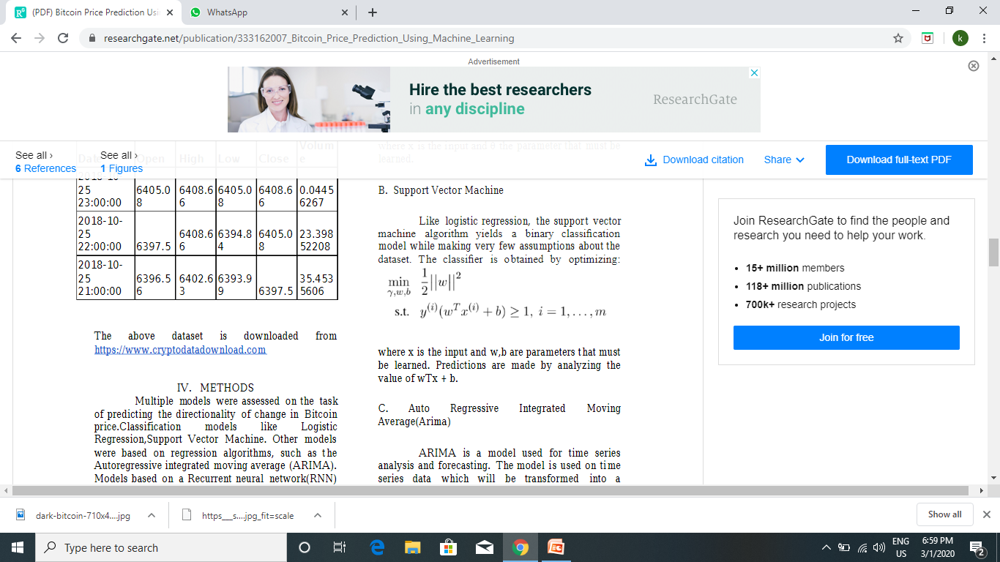 (PDF) Bitcoin Price Prediction Usi
WhatsApp
researchgate.net/publication/333162007_Bitcoin_Price_Prediction_Using_Machine_Learning
k
Advertisement
Hire the best researchers
in any discipline
ResearchGate
See all ›
6 References
See all ›
1 Figures
Download citation
Share
Download full-text PDF
Open High Low Close Volum
e
where x is the input and θ the parameter that must be
learned.
2018-10-
25
23:00:00
6405.0
8
6408.6
6
6405.0
8
6408.6
6
0.0445
6267
2018-10-
25
22:00:00
6397.5
6408.6
6
6394.8
4
6405.0
8
23.398
52208
2018-10-
25
21:00:00
6396.5
6
6402.6
3
6393.9
9
6397.5
35.453
5606
The above dataset is downloaded from
https://www.cryptodatadownload.com
IV. METHODS
Multiple models were assessed on the task
of predicting the directionality of change in Bitcoin
price.Classification models like Logistic
Regression,Support Vector Machine. Other models
were based on regression algorithms, such as the
Autoregressive integrated moving average (ARIMA).
Models based on a Recurrent neural network(RNN)
B. Support Vector Machine
Like logistic regression, the support vector
machine algorithm yields a binary classification
model while making very few assumptions about the
dataset. The classifier is obtained by optimizing:
min γ,w,b 1/2||w||²
s.t. y⁽ⁱ⁾(wᵀx⁽ⁱ⁾ + b) ≥ 1, i = 1, . . . , m
where x is the input and w,b are parameters that must
be learned. Predictions are made by analyzing the
value of wTx + b.
C. Auto Regressive Integrated Moving
Average(Arima)
ARIMA is a model used for time series
analysis and forecasting. The model is used on time
series data which will be transformed into a
Join ResearchGate to find the people and
research you need to help your work.
• 15+ million members
• 118+ million publications
• 700k+ research projects
Join for free
dark-bitcoin-710x4....jpg
https___s....jpg_fit=scale
Show all
Type here to search
ENG
US
6:59 PM
3/1/2020
2